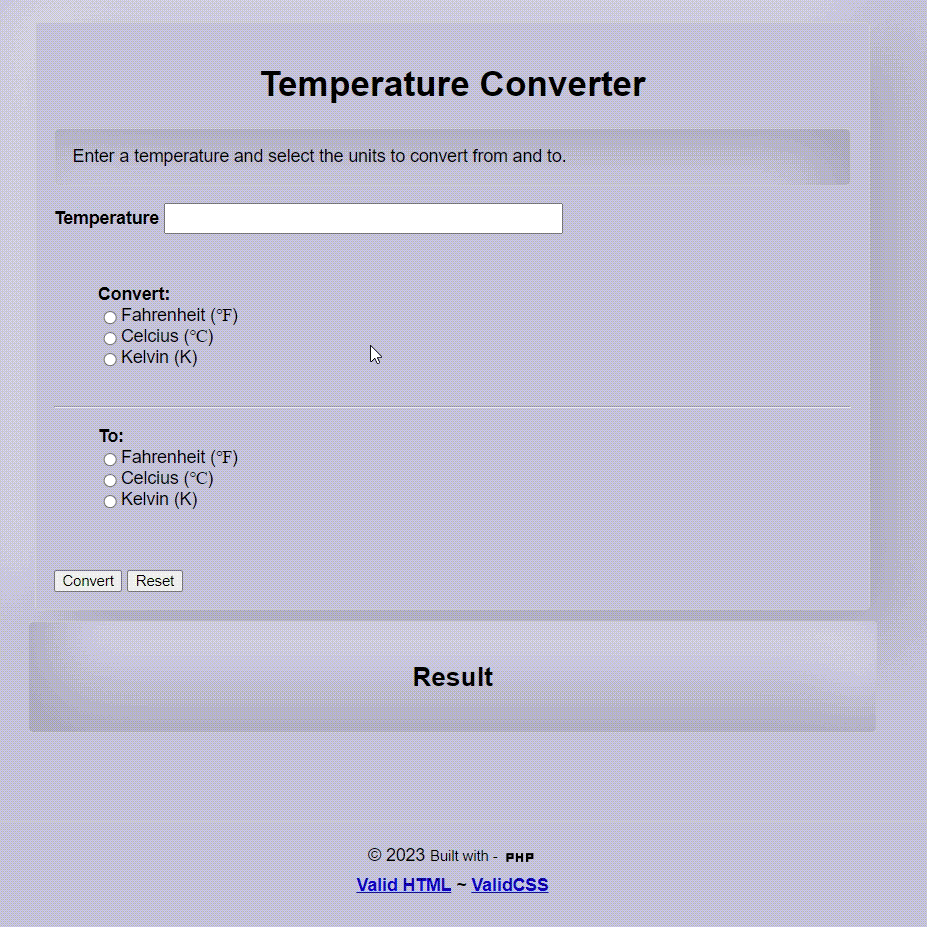 Temperature Converter
Enter a temperature and select the units to convert from and to.
Temperature
Convert:
Fahrenheit (℉)
Celcius (℃)
Kelvin (K)
To:
Fahrenheit (℉)
Celcius (℃)
Kelvin (K)
Convert Reset
Result
© 2023 Built with - PHP
Valid HTML ~ ValidCSS